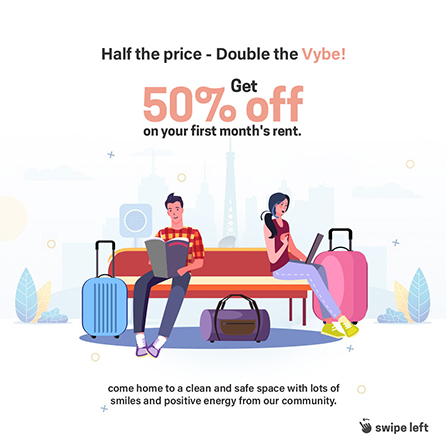 Half the price - Double the Vybe!
Get
50% off
on your first month's rent.
come home to a clean and safe space with lots of
smiles and positive energy from our community.
swipe left